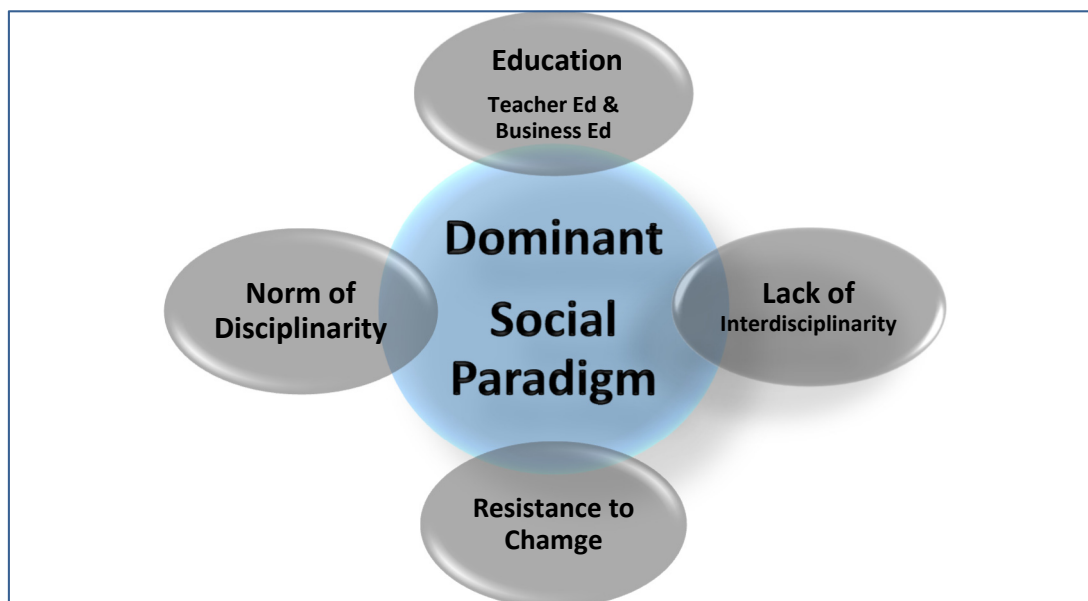 Education
Teacher Ed &
Business Ed
Dominant
Social
Paradigm
Norm of
Disciplinarity
Lack of
Interdisciplinarity
Resistance to
Chamge